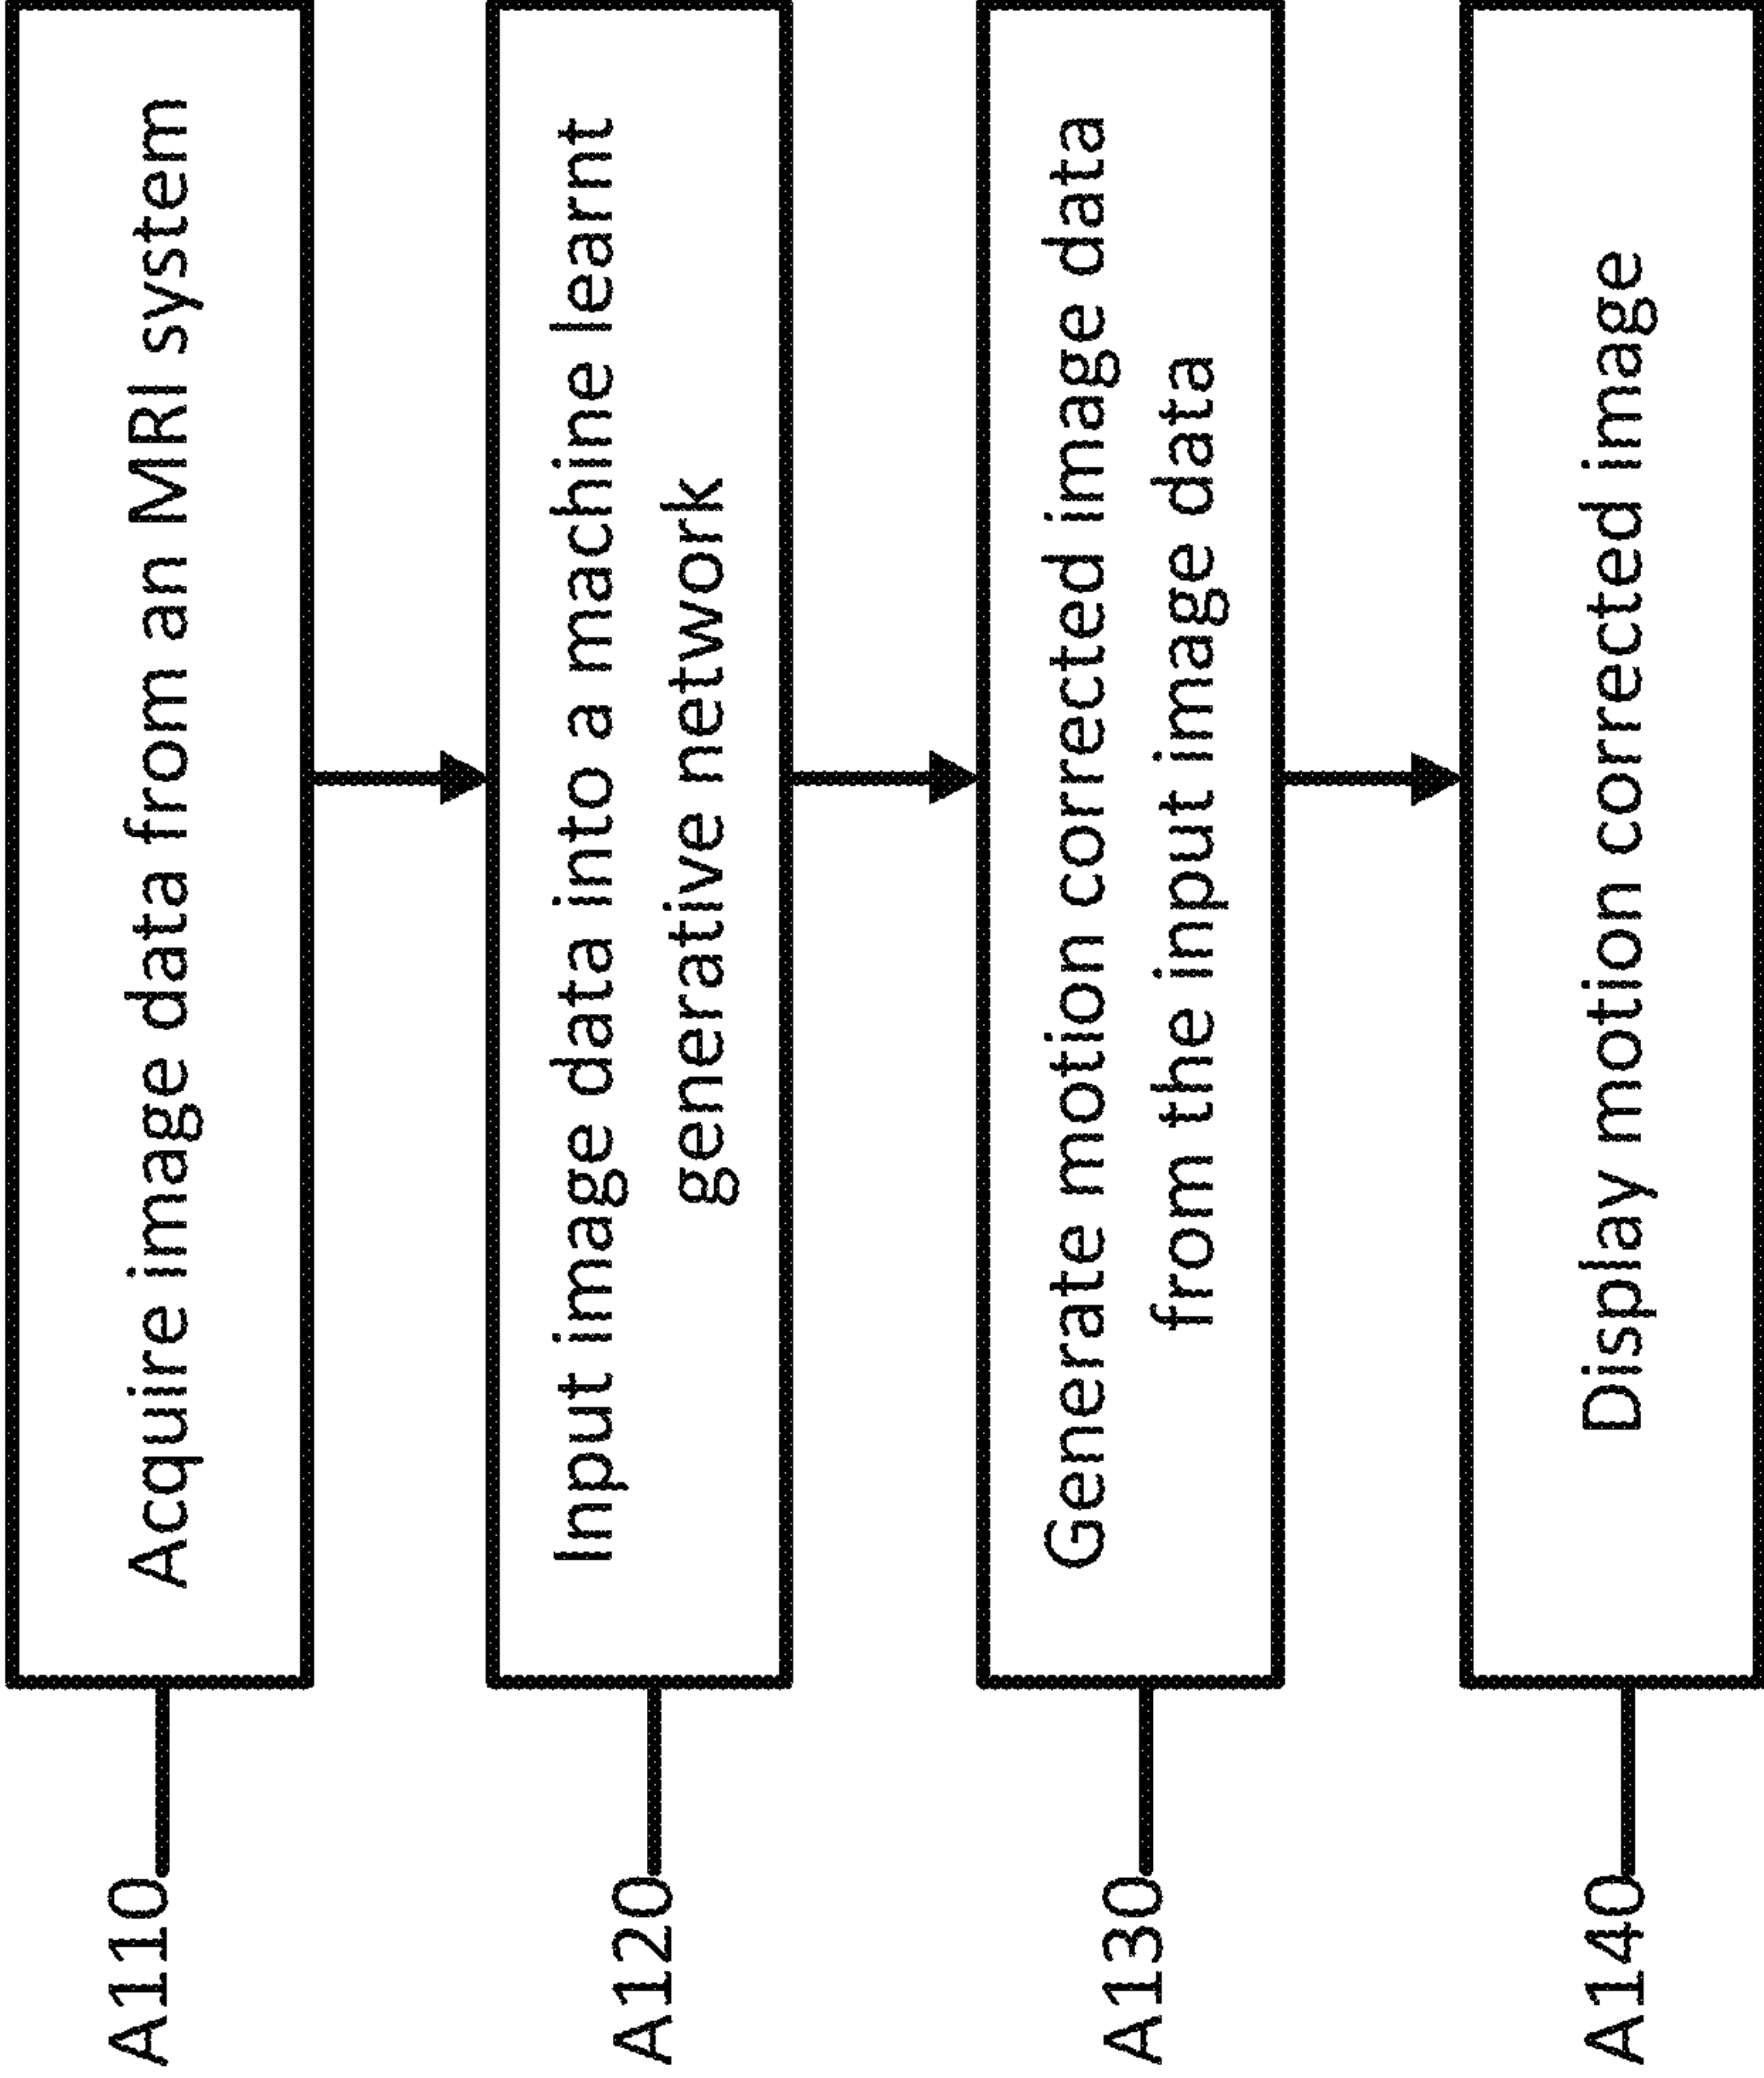 A110
Acquire image data from an MRI system
A120
Input image data into a machine learnt
generative network
A130
Generate motion corrected image data
from the input image data
A140
Display motion corrected image